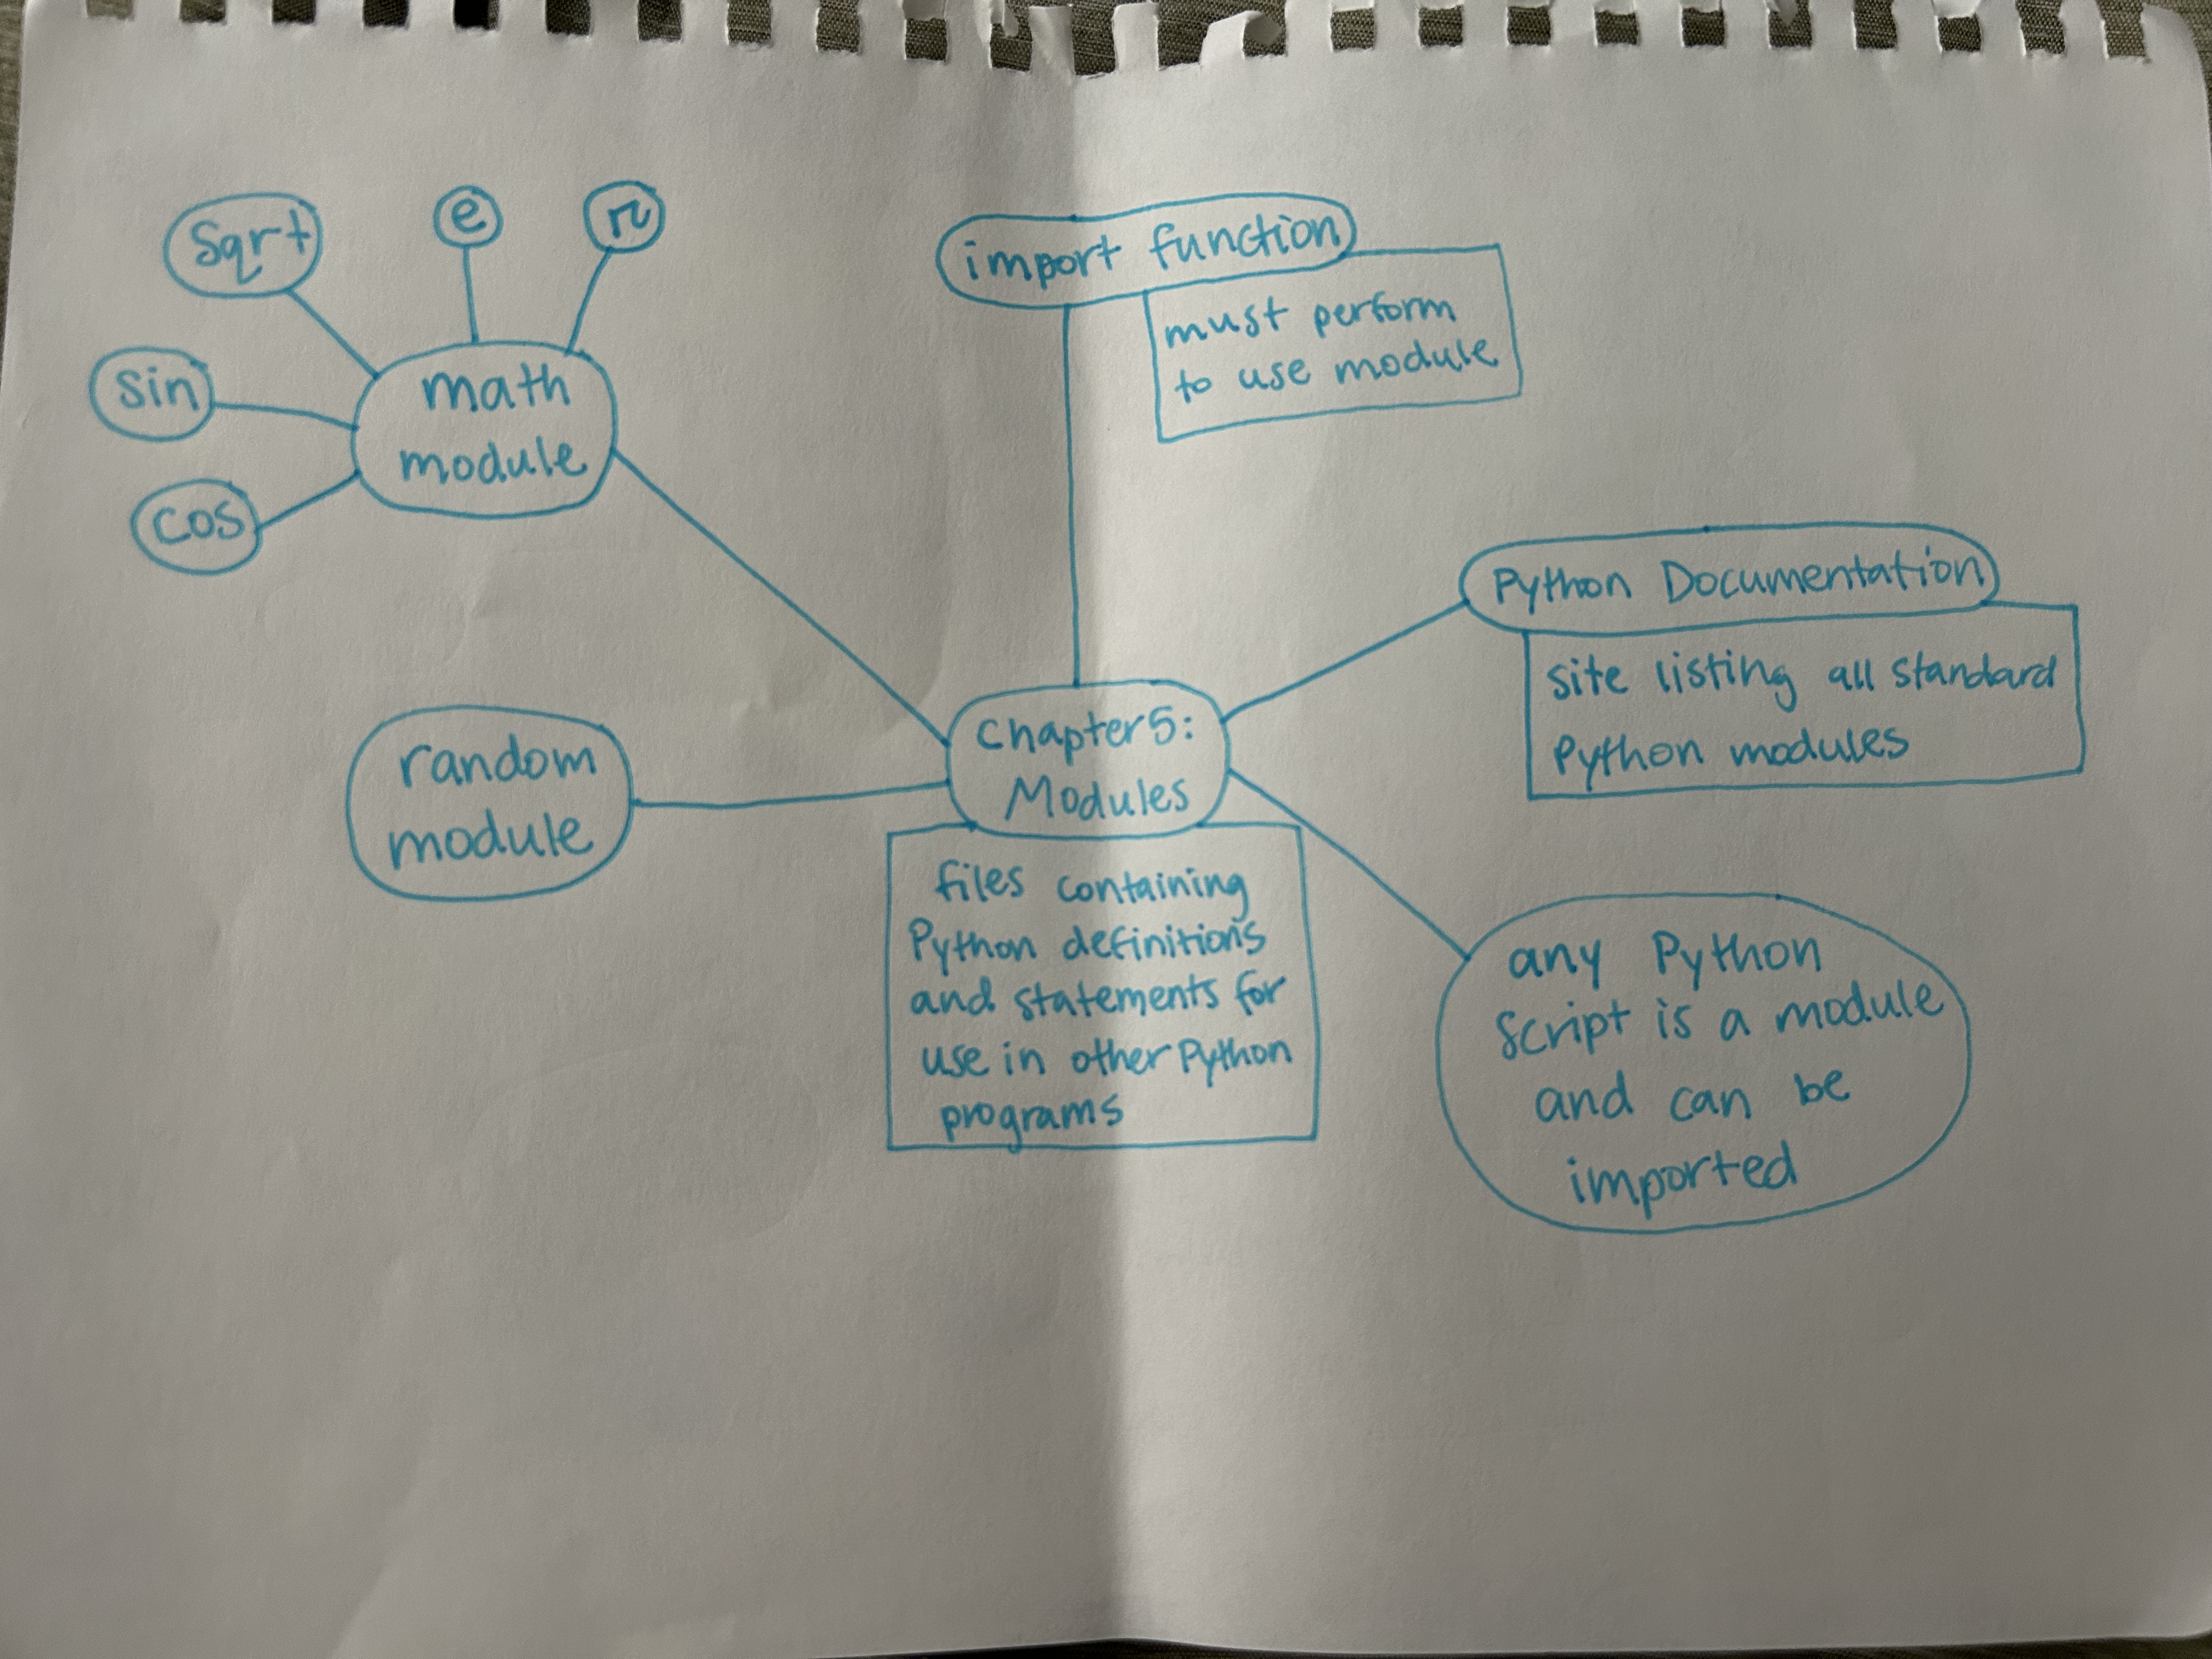 sqrt
e
π
sin
cos
math
module
random
module
import function
must perform
to use module
Chapter 5:
Modules
files containing
Python definitions
and statements for
use in other Python
programs
Python Documentation
site listing all standard
Python modules
any Python
script is a module
and can be
imported